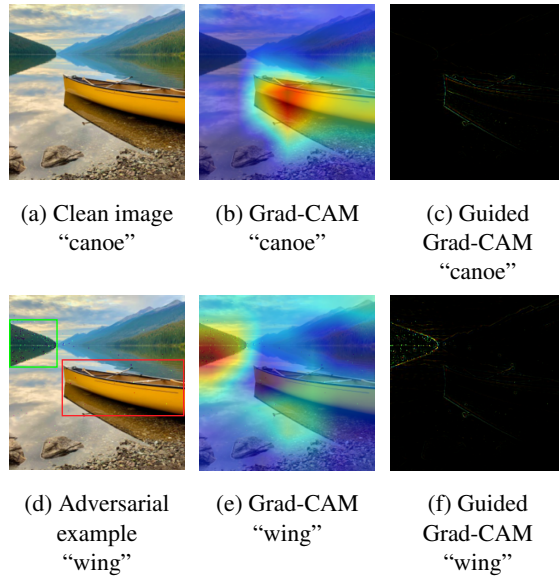 (a) Clean image
“canoe”
(b) Grad-CAM
“canoe”
(c) Guided
Grad-CAM
“canoe”
(d) Adversarial
example
“wing”
(e) Grad-CAM
“wing”
(f) Guided
Grad-CAM
“wing”